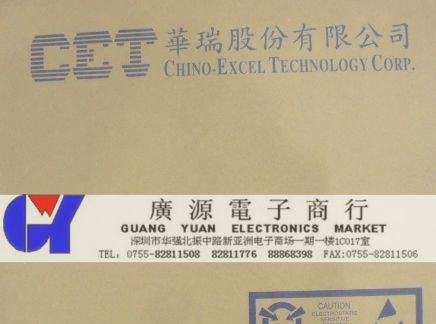 CET 華瑞股份有限公司
CHINO-EXCEL TECHNOLOGY CORP.
廣源電子商行
GUANG YUAN ELECTRONICS MARKET
深圳市华强北振中路新亚洲电子商场一期一楼1C017室
TEL: 0755-82811508 82811776 88868398 FAX:0755-82811506
CAUTION
ELECTROSTATIC
SENSITIVE